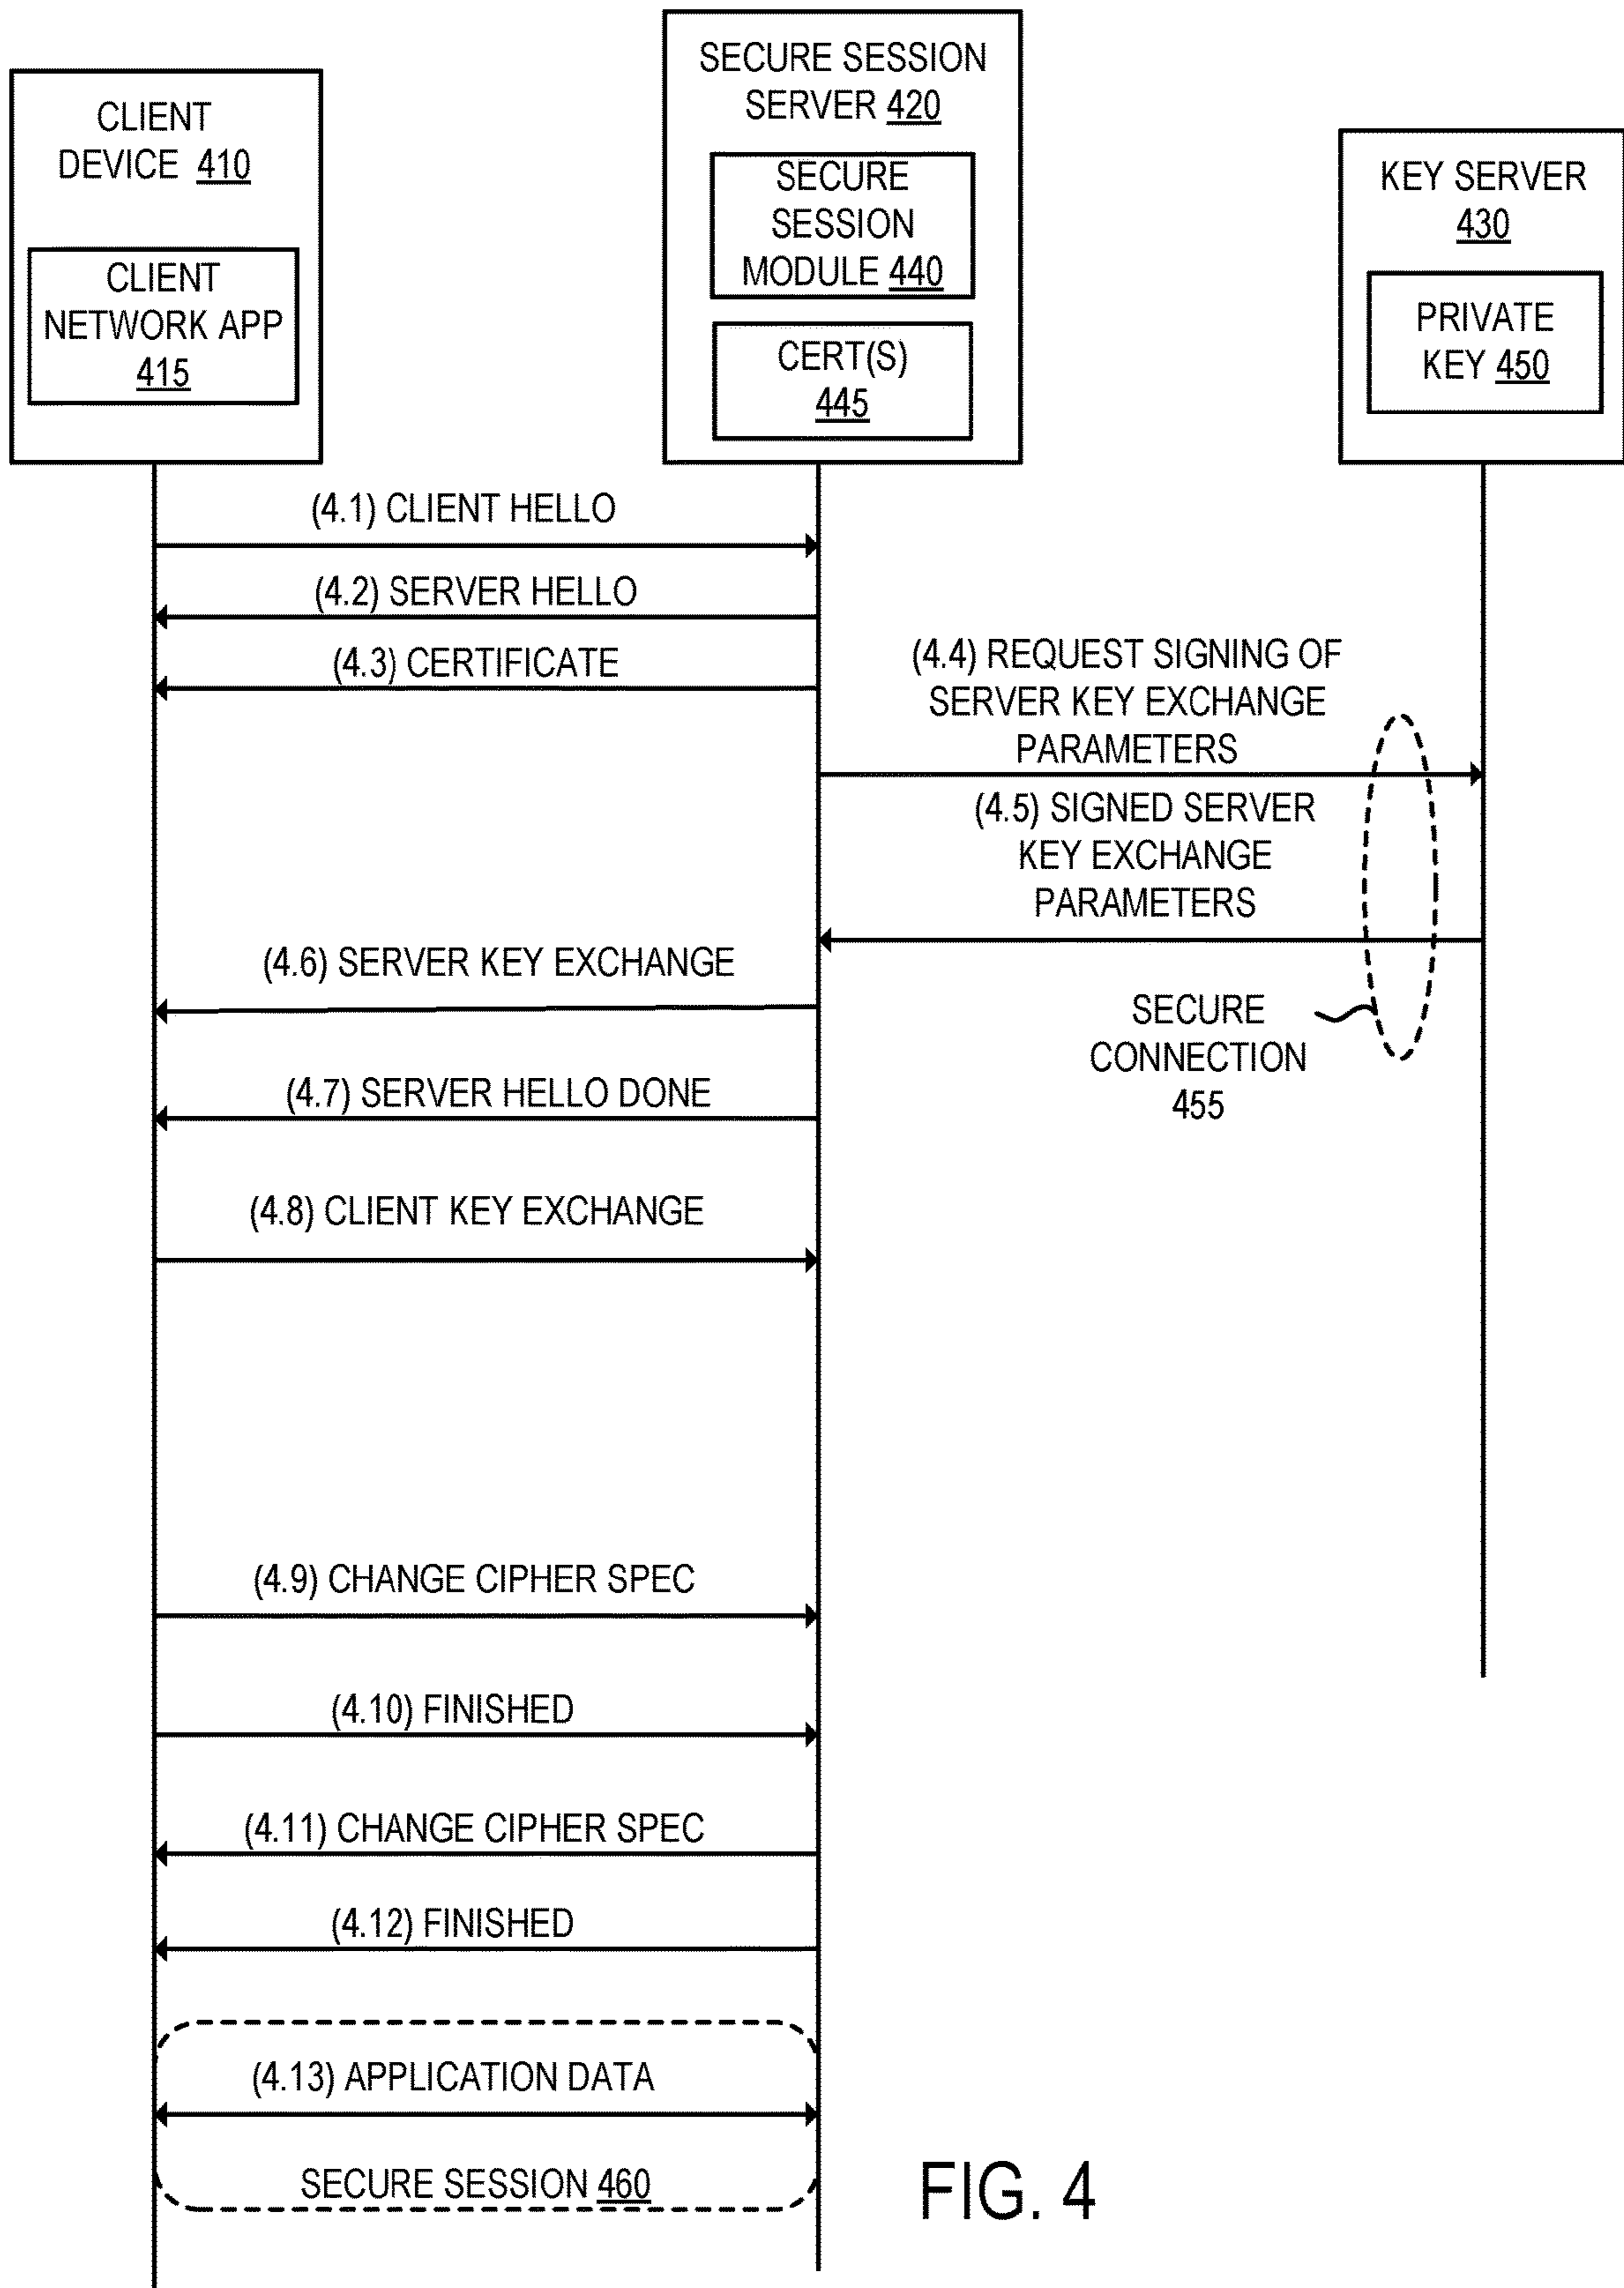 CLIENT
DEVICE 410
CLIENT
NETWORK APP
415
SECURE SESSION
SERVER 420
SECURE
SESSION
MODULE 440
CERT(S)
445
KEY SERVER
430
PRIVATE
KEY 450
(4.1) CLIENT HELLO
(4.2) SERVER HELLO
(4.3) CERTIFICATE
(4.4) REQUEST SIGNING OF
SERVER KEY EXCHANGE
PARAMETERS
(4.5) SIGNED SERVER
KEY EXCHANGE
PARAMETERS
(4.6) SERVER KEY EXCHANGE
SECURE
CONNECTION
455
(4.7) SERVER HELLO DONE
(4.8) CLIENT KEY EXCHANGE
(4.9) CHANGE CIPHER SPEC
(4.10) FINISHED
(4.11) CHANGE CIPHER SPEC
(4.12) FINISHED
(4.13) APPLICATION DATA
SECURE SESSION 460
FIG. 4